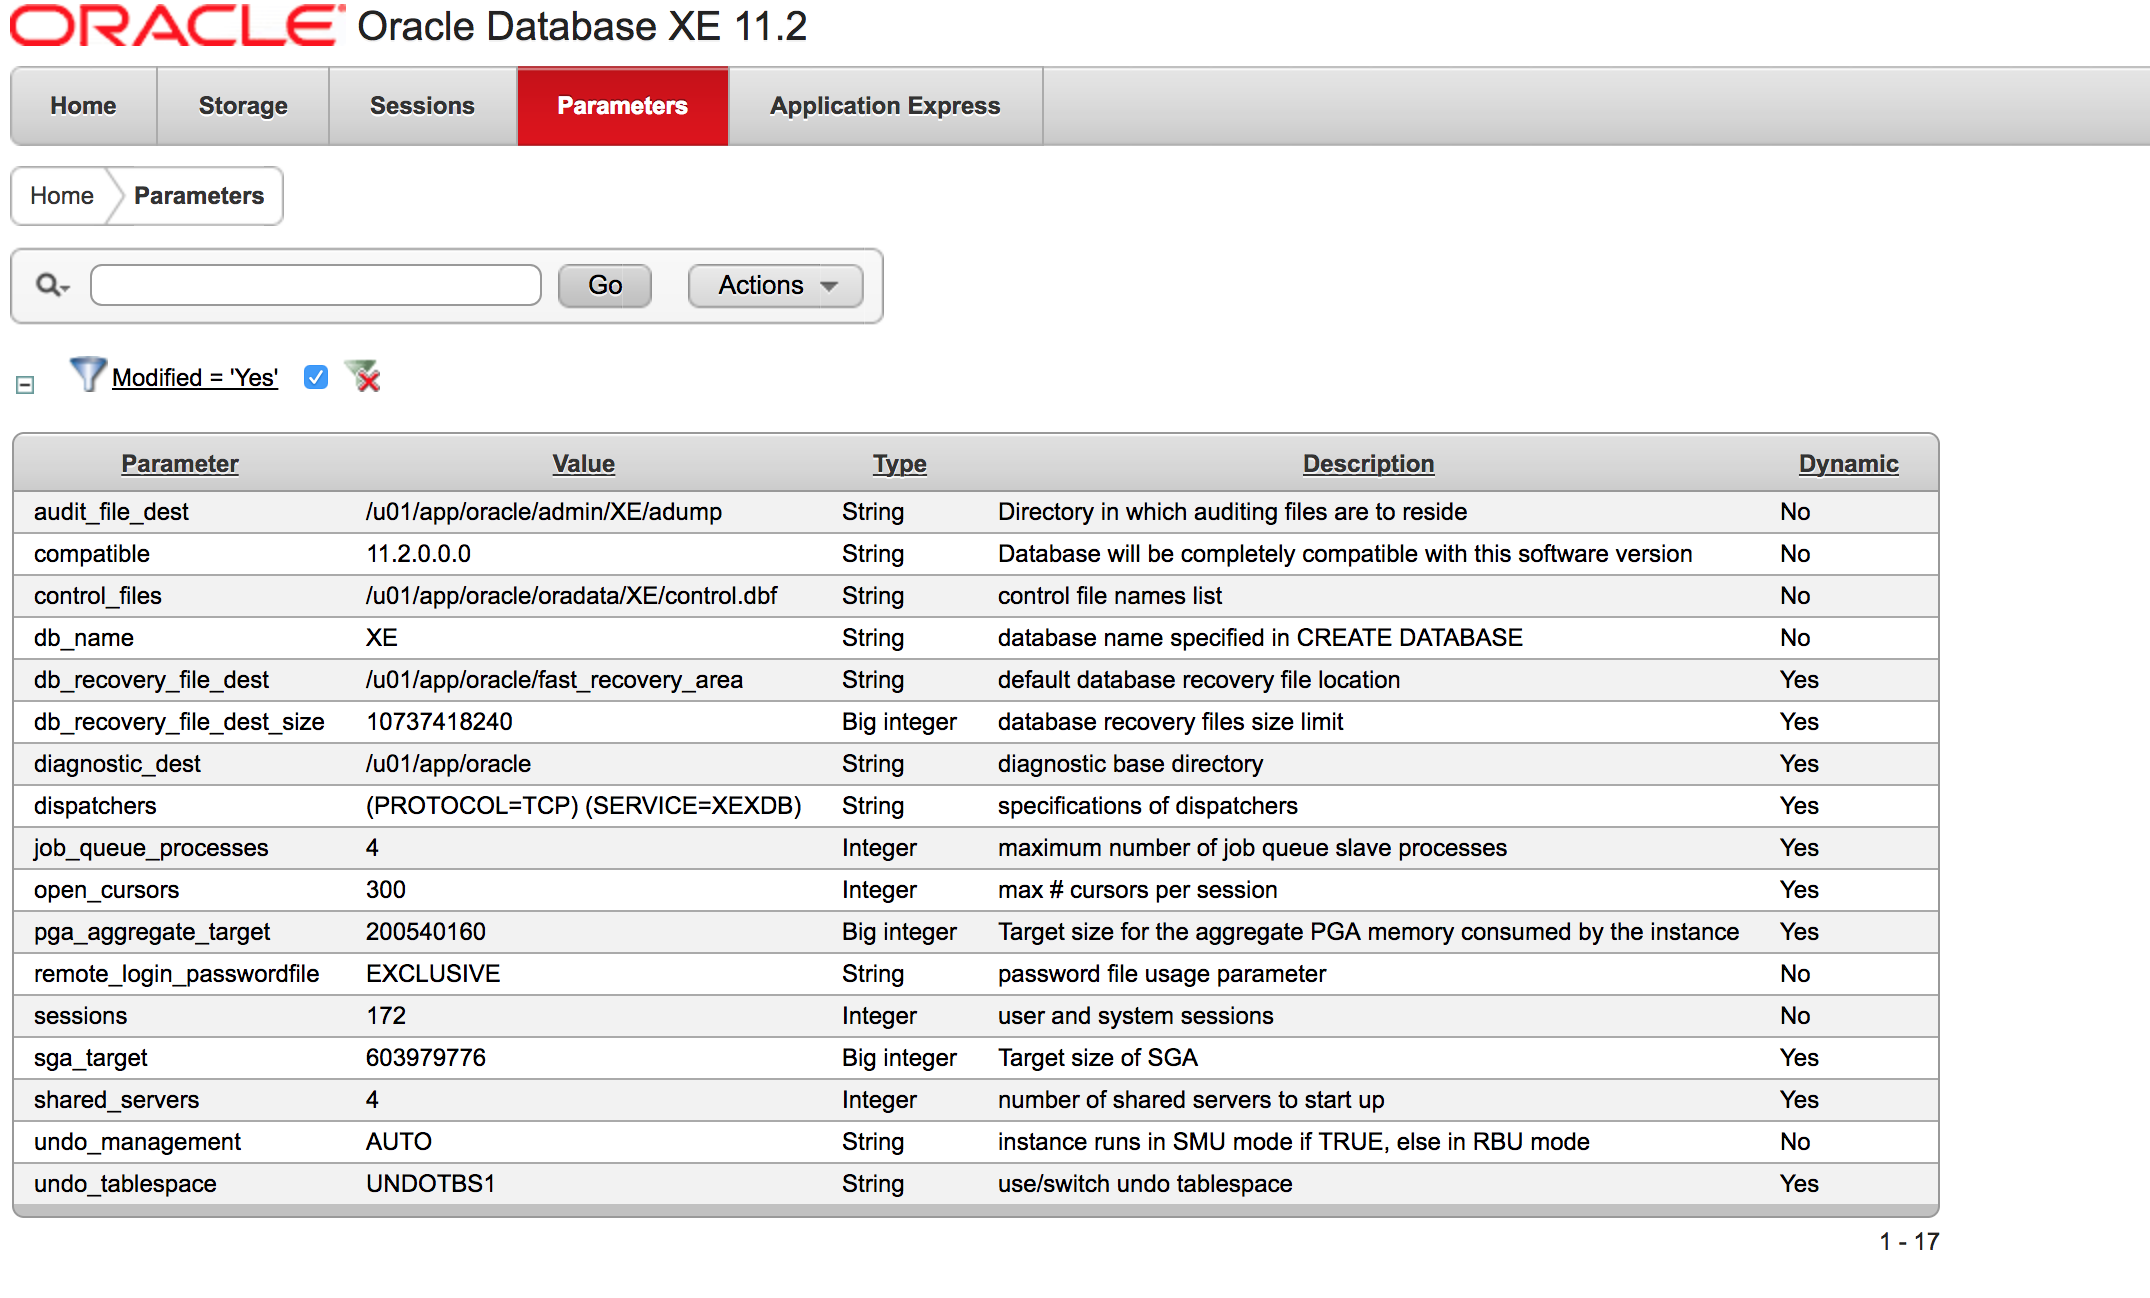 ORACLE Oracle Database XE 11.2
Home Storage Sessions Parameters Application Express
Home Parameters
Go Actions
Modified = 'Yes'
Parameter Value Type Description Dynamic
audit_file_dest /u01/app/oracle/admin/XE/adump String Directory in which auditing files are to reside No
compatible 11.2.0.0.0 String Database will be completely compatible with this software version No
control_files /u01/app/oracle/oradata/XE/control.dbf String control file names list No
db_name XE String database name specified in CREATE DATABASE No
db_recovery_file_dest /u01/app/oracle/fast_recovery_area String default database recovery file location Yes
db_recovery_file_dest_size 10737418240 Big integer database recovery files size limit Yes
diagnostic_dest /u01/app/oracle String diagnostic base directory Yes
dispatchers (PROTOCOL=TCP) (SERVICE=XEXDB) String specifications of dispatchers Yes
job_queue_processes 4 Integer maximum number of job queue slave processes Yes
open_cursors 300 Integer max # cursors per session Yes
pga_aggregate_target 200540160 Big integer Target size for the aggregate PGA memory consumed by the instance Yes
remote_login_passwordfile EXCLUSIVE String password file usage parameter No
sessions 172 Integer user and system sessions No
sga_target 603979776 Big integer Target size of SGA Yes
shared_servers 4 Integer number of shared servers to start up Yes
undo_management AUTO String instance runs in SMU mode if TRUE, else in RBU mode No
undo_tablespace UNDOTBS1 String use/switch undo tablespace Yes
1 - 17